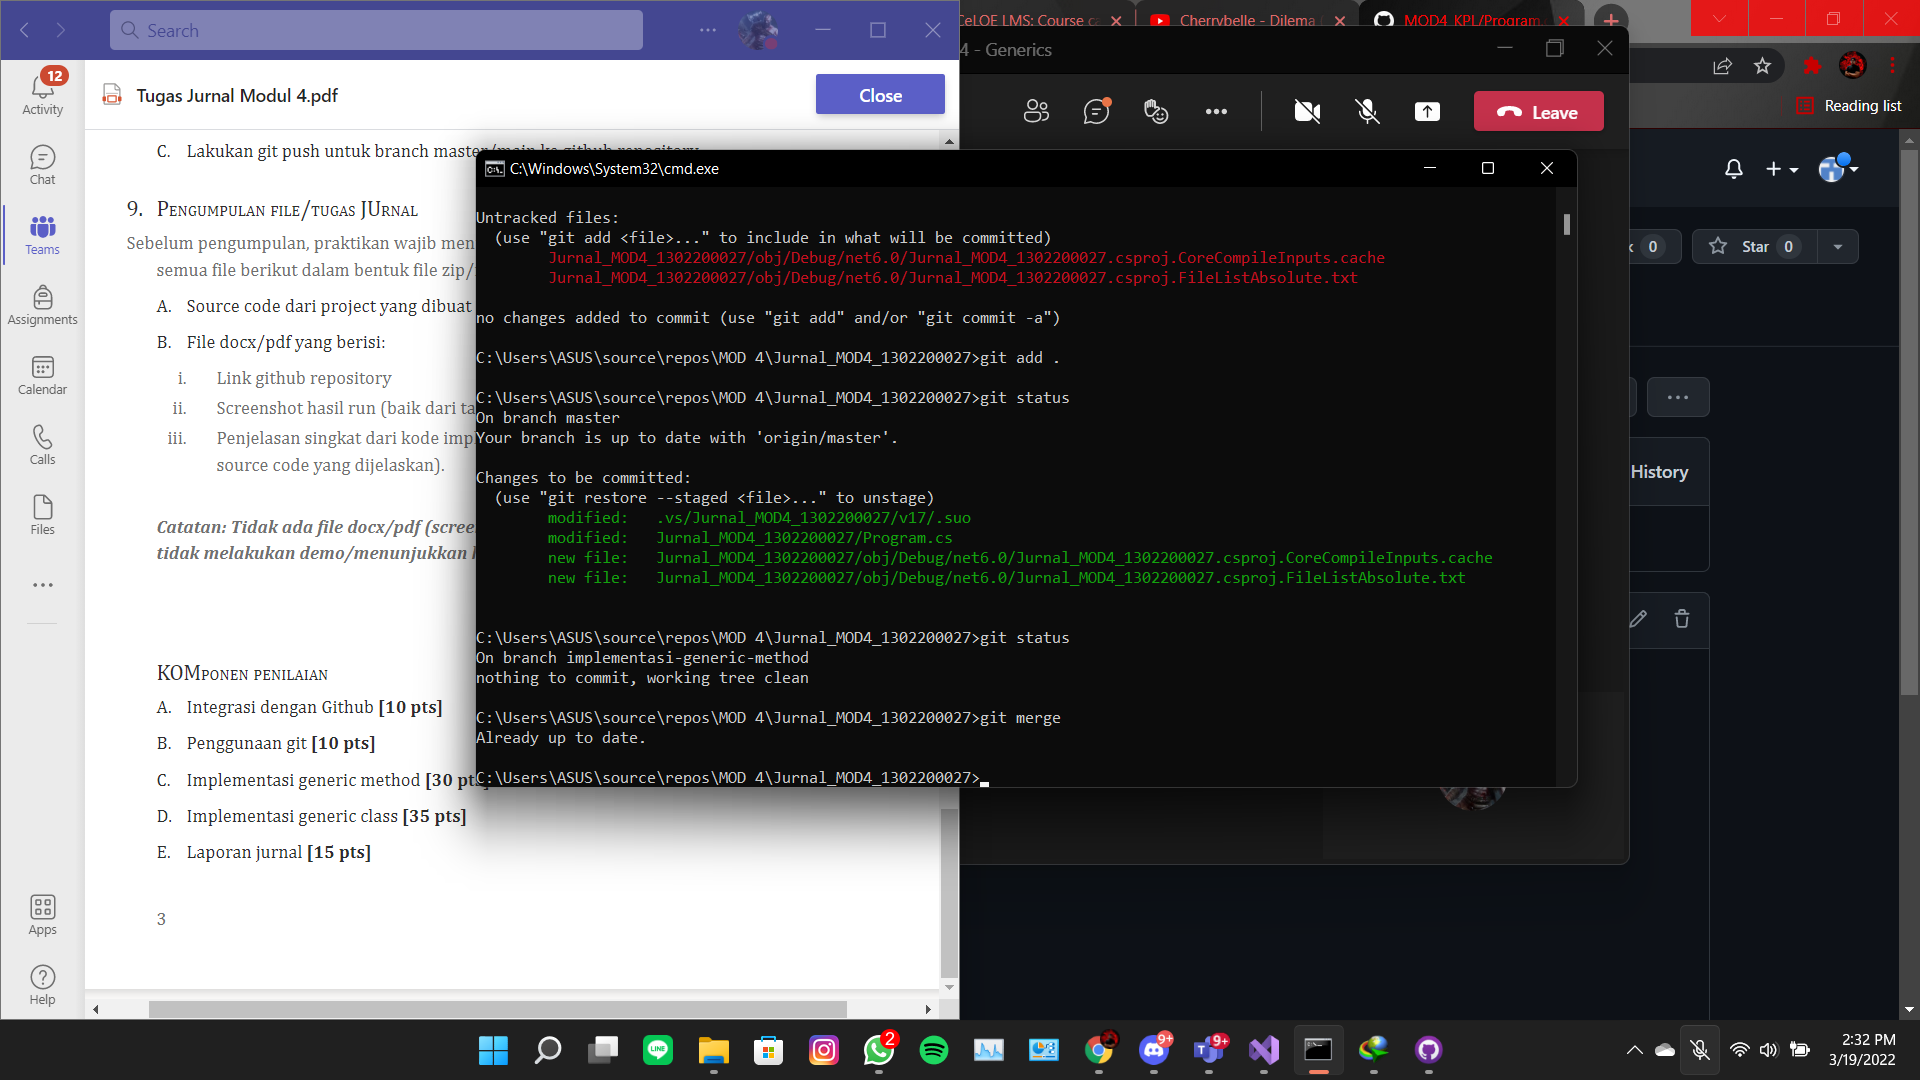 Search
CeLOE LMS: Course ca
Cherrybelle - Dilema
MOD4_KPL/Program.
4 - Generics
12
Activity
Tugas Jurnal Modul 4.pdf
Close
Leave
Reading list
Chat
Teams
Assignments
Calendar
Calls
Files
Apps
Help
C. Lakukan git push untuk branch master/main ke github repository
9. PENGUMPULAN FILE/TUGAS JURNAL
Sebelum pengumpulan, praktikan wajib men
semua file berikut dalam bentuk file zip/
A. Source code dari project yang dibuat
B. File docx/pdf yang berisi:
i. Link github repository
ii. Screenshot hasil run (baik dari ta
iii. Penjelasan singkat dari kode imp
source code yang dijelaskan).
Catatan: Tidak ada file docx/pdf (scree
tidak melakukan demo/menunjukkan
KOMPONEN PENILAIAN
A. Integrasi dengan Github [10 pts]
B. Penggunaan git [10 pts]
C. Implementasi generic method [30 pts]
D. Implementasi generic class [35 pts]
E. Laporan jurnal [15 pts]
3
C:\Windows\System32\cmd.exe
Untracked files:
(use "git add <file>..." to include in what will be committed)
Jurnal_MOD4_1302200027/obj/Debug/net6.0/Jurnal_MOD4_1302200027.csproj.CoreCompileInputs.cache
Jurnal_MOD4_1302200027/obj/Debug/net6.0/Jurnal_MOD4_1302200027.csproj.FileListAbsolute.txt
no changes added to commit (use "git add" and/or "git commit -a")
C:\Users\ASUS\source\repos\MOD 4\Jurnal_MOD4_1302200027>git add .
C:\Users\ASUS\source\repos\MOD 4\Jurnal_MOD4_1302200027>git status
On branch master
Your branch is up to date with 'origin/master'.
Changes to be committed:
(use "git restore --staged <file>..." to unstage)
modified: .vs/Jurnal_MOD4_1302200027/v17/.suo
modified: Jurnal_MOD4_1302200027/Program.cs
new file: Jurnal_MOD4_1302200027/obj/Debug/net6.0/Jurnal_MOD4_1302200027.csproj.CoreCompileInputs.cache
new file: Jurnal_MOD4_1302200027/obj/Debug/net6.0/Jurnal_MOD4_1302200027.csproj.FileListAbsolute.txt
C:\Users\ASUS\source\repos\MOD 4\Jurnal_MOD4_1302200027>git status
On branch implementasi-generic-method
nothing to commit, working tree clean
C:\Users\ASUS\source\repos\MOD 4\Jurnal_MOD4_1302200027>git merge
Already up to date.
C:\Users\ASUS\source\repos\MOD 4\Jurnal_MOD4_1302200027>
k 0
Star 0
History
LINE
2
9+
9+
2:32 PM
3/19/2022